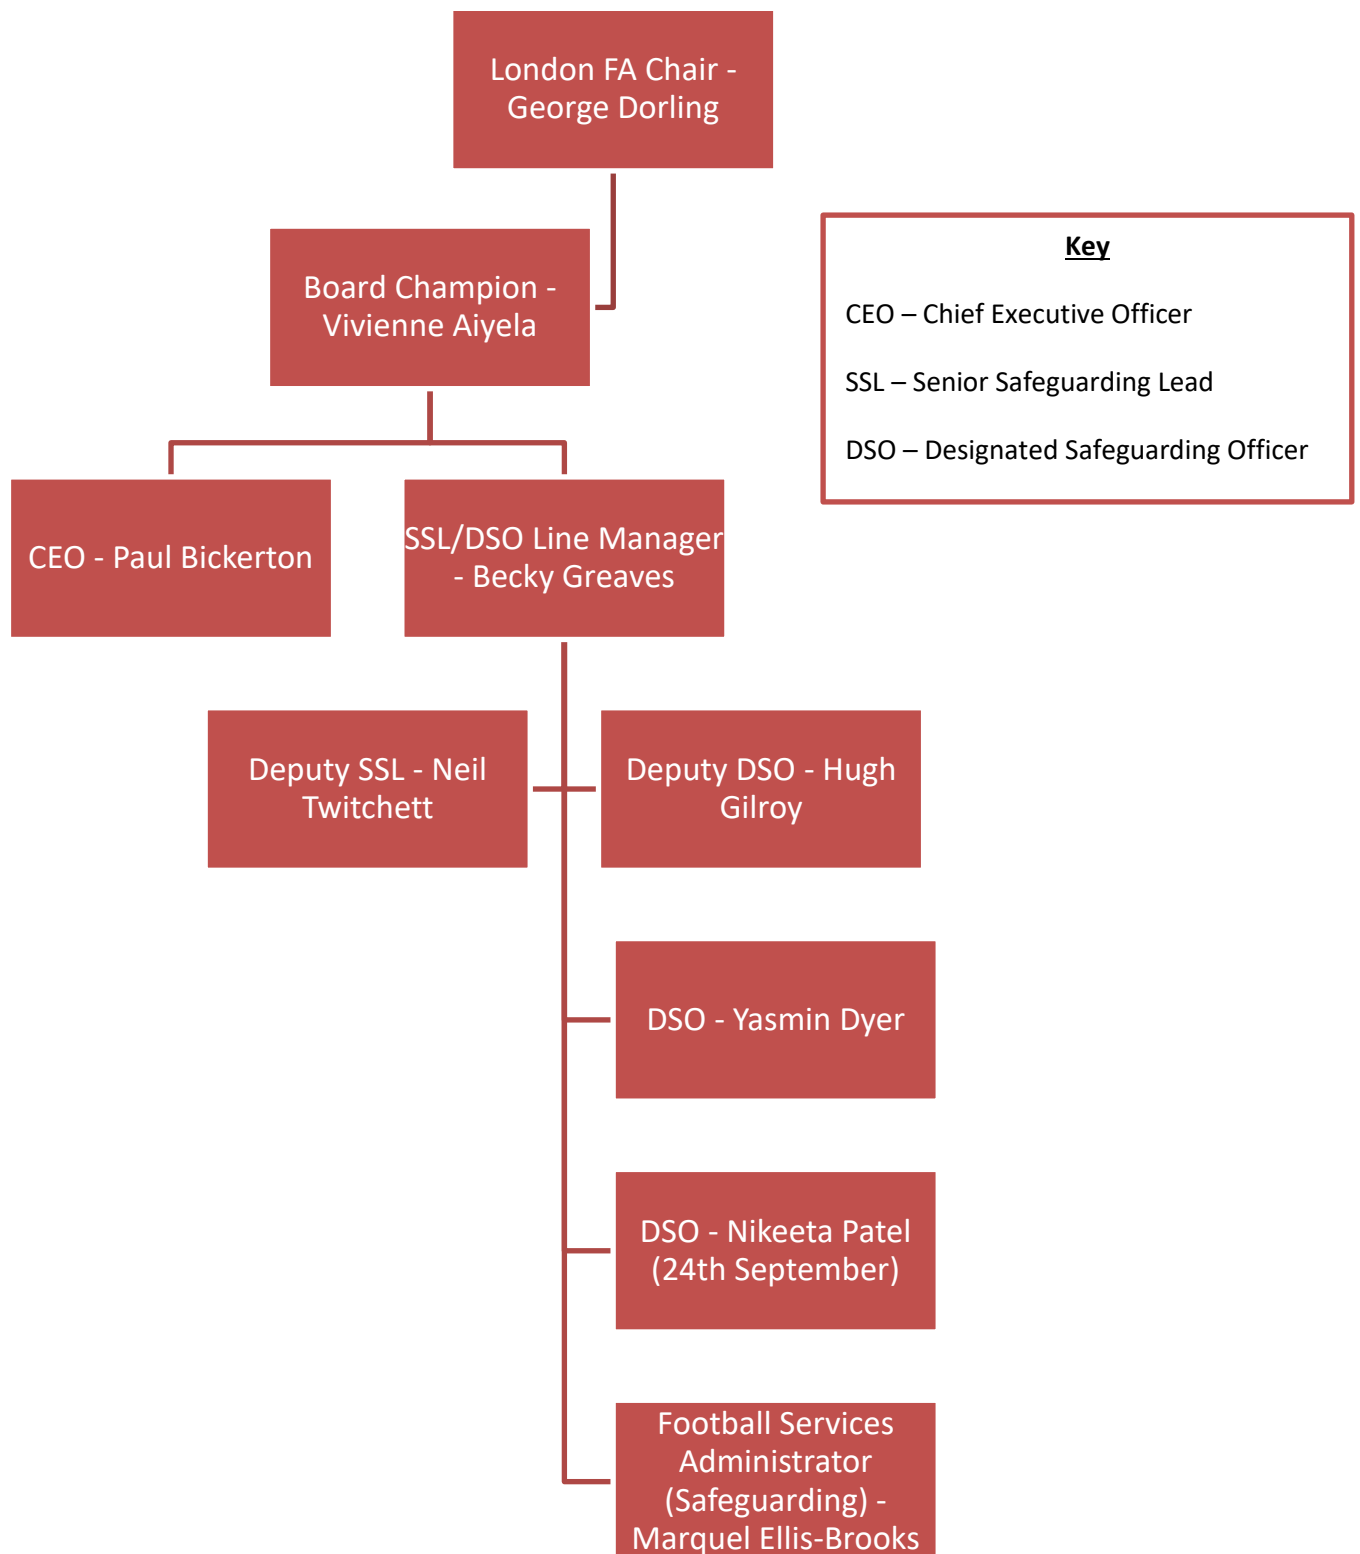 London FA Chair -
George Dorling
Board Champion -
Vivienne Aiyela
Key
CEO – Chief Executive Officer
SSL – Senior Safeguarding Lead
DSO – Designated Safeguarding Officer
CEO - Paul Bickerton
SSL/DSO Line Manager
- Becky Greaves
Deputy SSL - Neil
Twitchett
Deputy DSO - Hugh
Gilroy
DSO - Yasmin Dyer
DSO - Nikeeta Patel
(24th September)
Football Services
Administrator
(Safeguarding) -
Marquel Ellis-Brooks